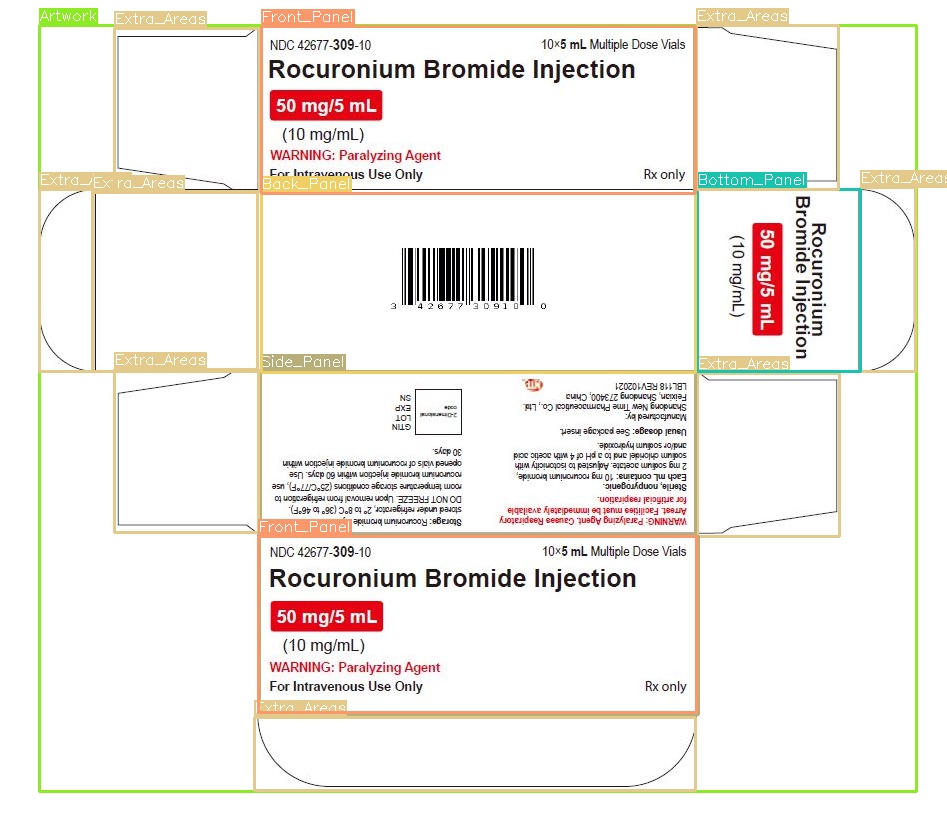 Artwork
Extra_Areas
Front_Panel
Extra_Areas
NDC 42677-309-10
10×5 mL Multiple Dose Vials
Rocuronium Bromide Injection
50 mg/5 mL
(10 mg/mL)
WARNING: Paralyzing Agent
For Intravenous Use Only
Rx only
Extra_Areas
Back_Panel
Bottom_Panel
Extra_Areas
3 42677 30910 0
Rocuronium
Bromide Injection
50 mg/5 mL
(10 mg/mL)
Extra_Areas
Side_Panel
Extra_Areas
WARNING: Paralyzing Agent. Causes Respiratory
Arrest. Facilities must be immediately available
for artificial respiration.
Sterile, nonpyrogenic.
Each mL contains: 10 mg rocuronium bromide,
2 mg sodium acetate. Adjusted to isotonicity with
sodium chloridel and to a pH of 4 with acetic acid
and/or sodium hydroxide.
Usual dosage: See package insert.
Manufactured by:
Shandong New Time Pharmaceutical Co., Ltd.
Feixian, Shandong 273400, China
LBL118 REV102021
Storage: Rocuronium bromide
stored under refrigerator, 2° to 8°C (36° to 46°F).
DO NOT FREEZE. Upon removal from refrigeration to
room temperature storage conditions (25°C/77°F), use
rocuronium bromide injection within 60 days. Use
opened vials of rocuronium bromide injection within
30 days.
GTIN
LOT
EXP
SN
2-Dimensional
code
Front_Panel
NDC 42677-309-10
10×5 mL Multiple Dose Vials
Rocuronium Bromide Injection
50 mg/5 mL
(10 mg/mL)
WARNING: Paralyzing Agent
For Intravenous Use Only
Rx only
Extra_Areas